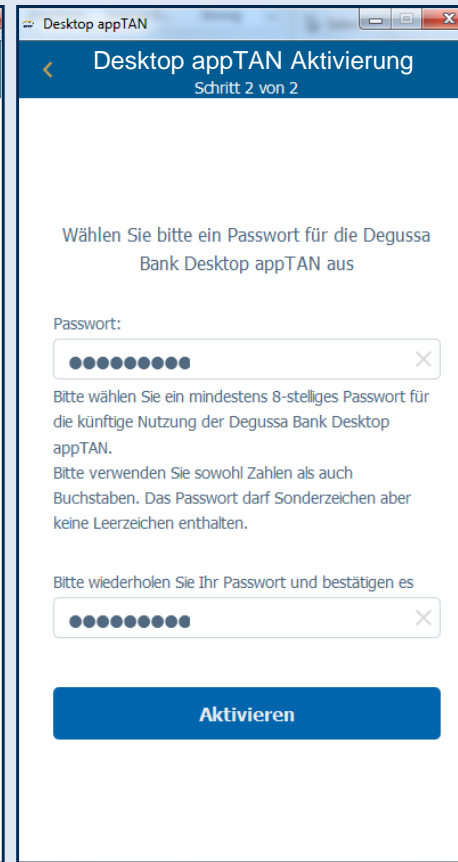 Desktop appTAN
Desktop appTAN Aktivierung
Schritt 2 von 2
Wählen Sie bitte ein Passwort für die Degussa
Bank Desktop appTAN aus
Passwort:
Bitte wählen Sie ein mindestens 8-stelliges Passwort für
die künftige Nutzung der Degussa Bank Desktop
appTAN.
Bitte verwenden Sie sowohl Zahlen als auch
Buchstaben. Das Passwort darf Sonderzeichen aber
keine Leerzeichen enthalten.
Bitte wiederholen Sie Ihr Passwort und bestätigen es
Aktivieren